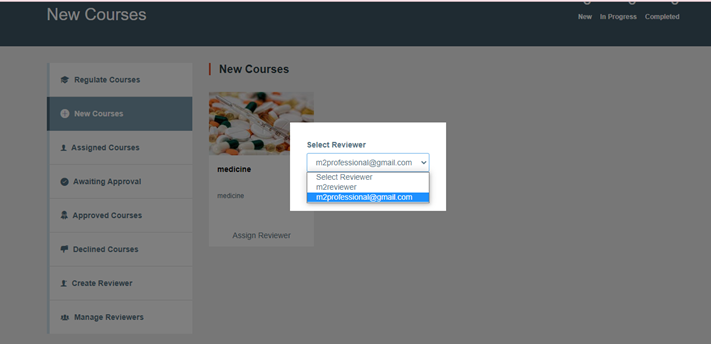 New Courses
New In Progress Completed
Regulate Courses
New Courses
Assigned Courses
Awaiting Approval
Approved Courses
Declined Courses
Create Reviewer
Manage Reviewers
New Courses
medicine
medicine
Assign Reviewer
Select Reviewer
m2professional@gmail.com
Select Reviewer
m2reviewer
m2professional@gmail.com